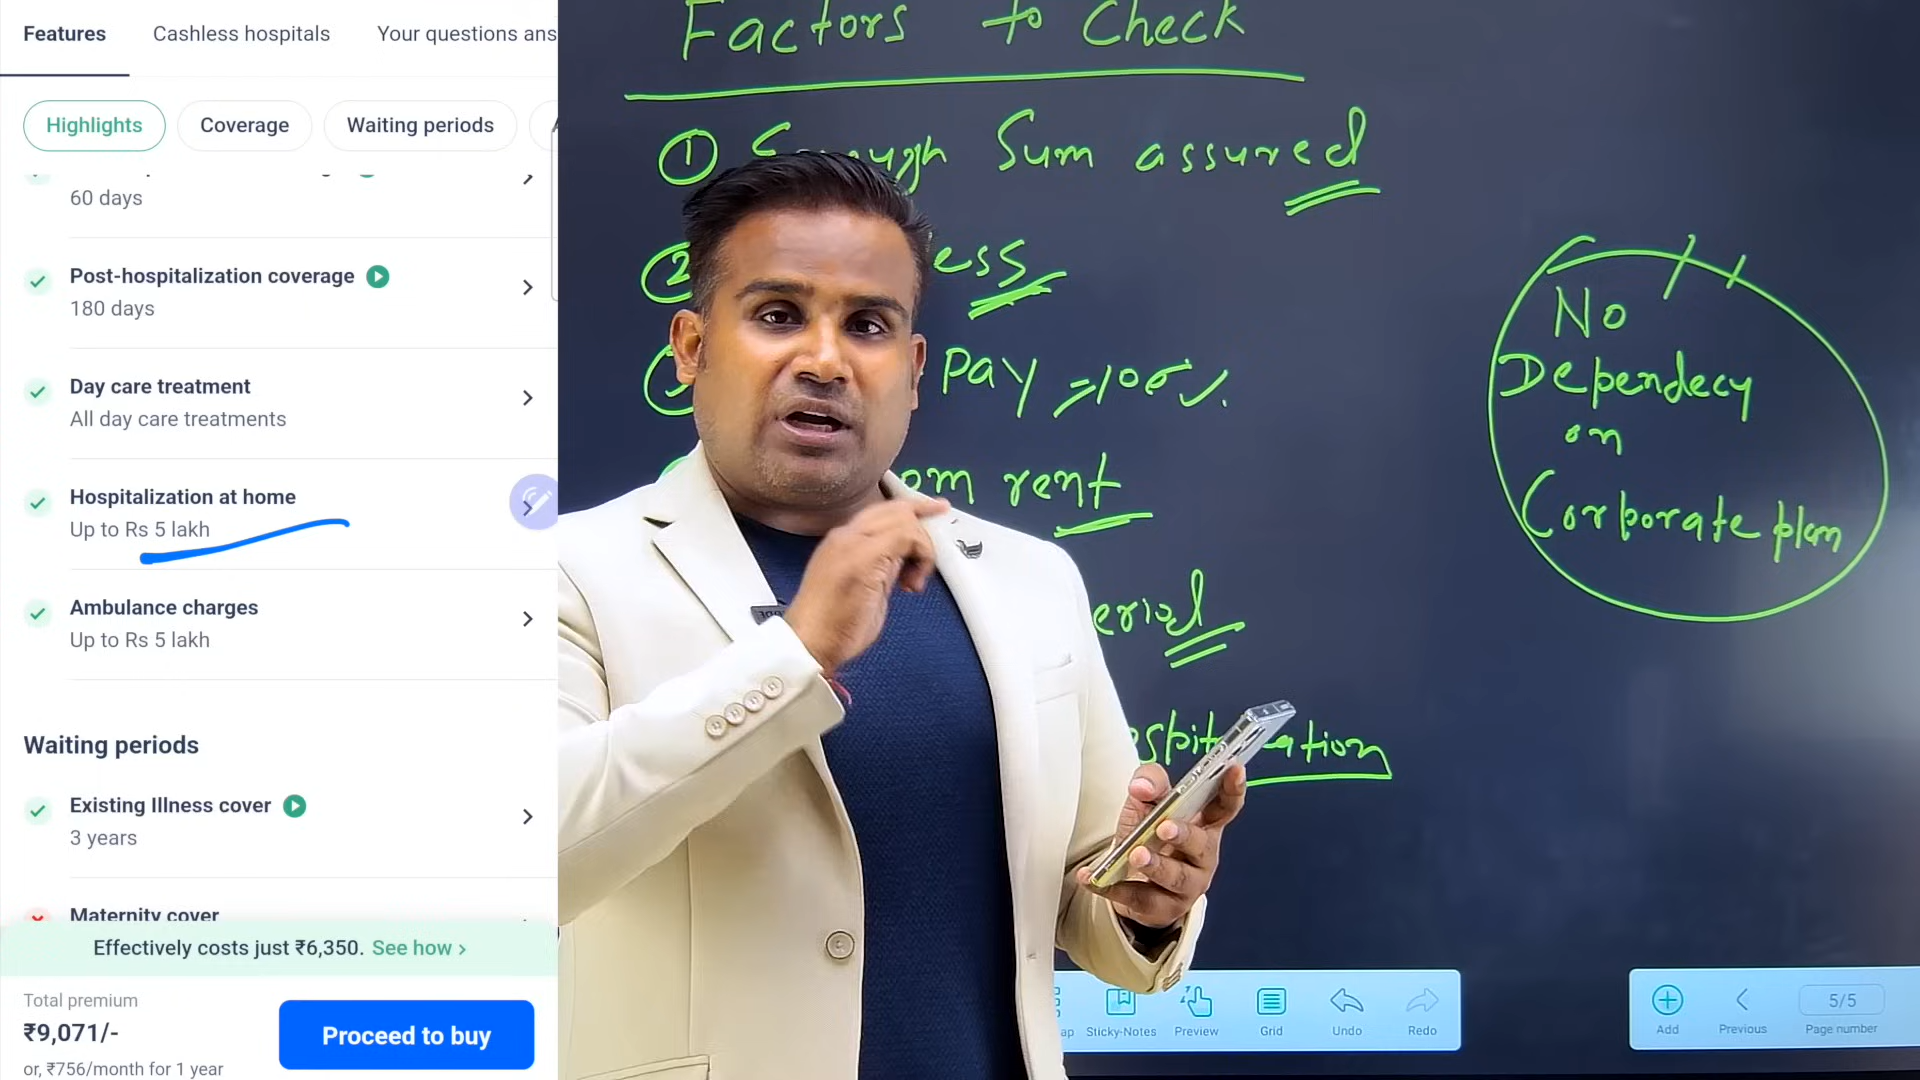 Features
Cashless hospitals
Your questions ans
Highlights
Coverage
Waiting periods
60 days
Post-hospitalization coverage
180 days
Day care treatment
All day care treatments
Hospitalization at home
Up to Rs 5 lakh
Ambulance charges
Up to Rs 5 lakh
Waiting periods
Existing Illness cover
3 years
Maternity cover
Effectively costs just ₹6,350. See how >
Total premium
₹9,071/-
or, ₹756/month for 1 year
Proceed to buy
Factors to Check
① Sum assured
② ess
Pay = 100%.
om rent
eriod
No
Dependecy
on
Corporate plan
ap
Sticky-Notes
Preview
Grid
Undo
Redo
Add
Previous
5/5
Page number